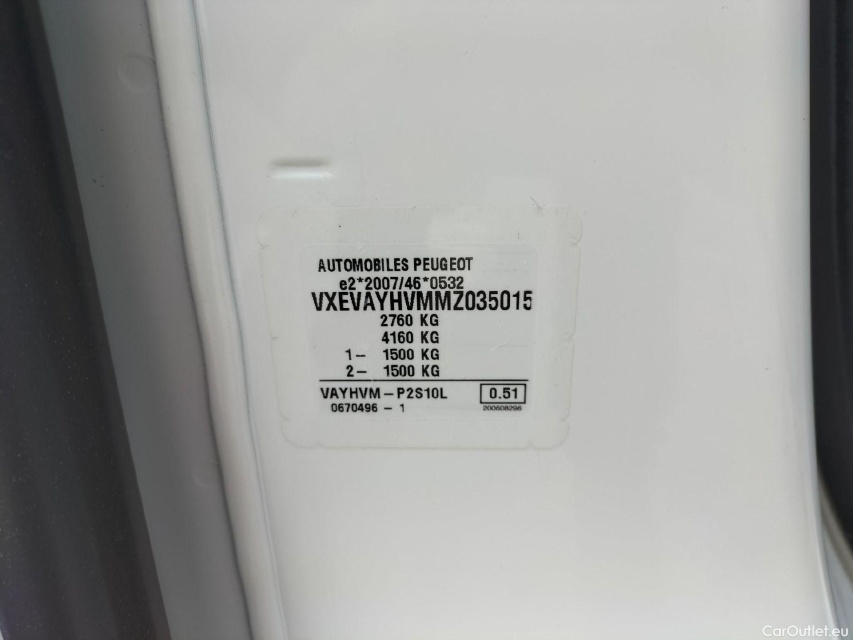 AUTOMOBILES PEUGEOT
e2*2007/46*0532
VXEVAYHVMMZ035015
2760 KG
4160 KG
1– 1500 KG
2– 1500 KG
VAYHVM – P2S10L 0.51
0670496 – 1 200608296
CarOutlet.eu